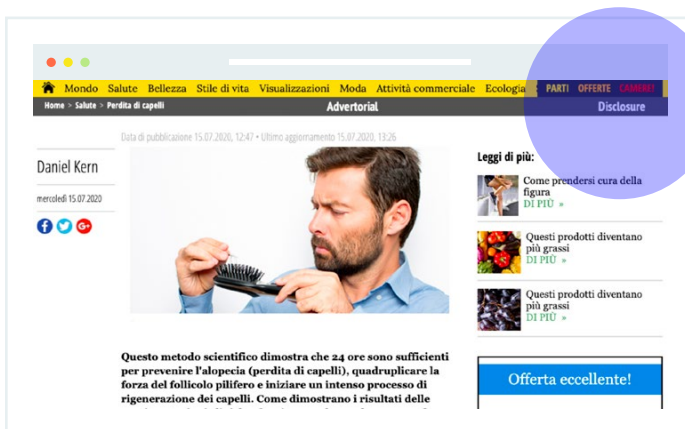 Mondo Salute Bellezza Stile di vita Visualizzazioni Moda Attività commerciale Ecologia PARTI OFFERTE CAMERE!
Home > Salute > Perdita di capelli Advertorial Disclosure
Data di pubblicazione 15.07.2020, 12:47 • Ultimo aggiornamento 15.07.2020, 13:26
Daniel Kern
mercoledì 15.07.2020
Questo metodo scientifico dimostra che 24 ore sono sufficienti
per prevenire l'alopecia (perdita di capelli), quadruplicare la
forza del follicolo pilifero e iniziare un intenso processo di
rigenerazione dei capelli. Come dimostrano i risultati delle
Leggi di più:
Come prendersi cura della
figura
DI PIÙ »
Questi prodotti diventano
più grassi
DI PIÙ »
Questi prodotti diventano
più grassi
DI PIÙ »
Offerta eccellente!